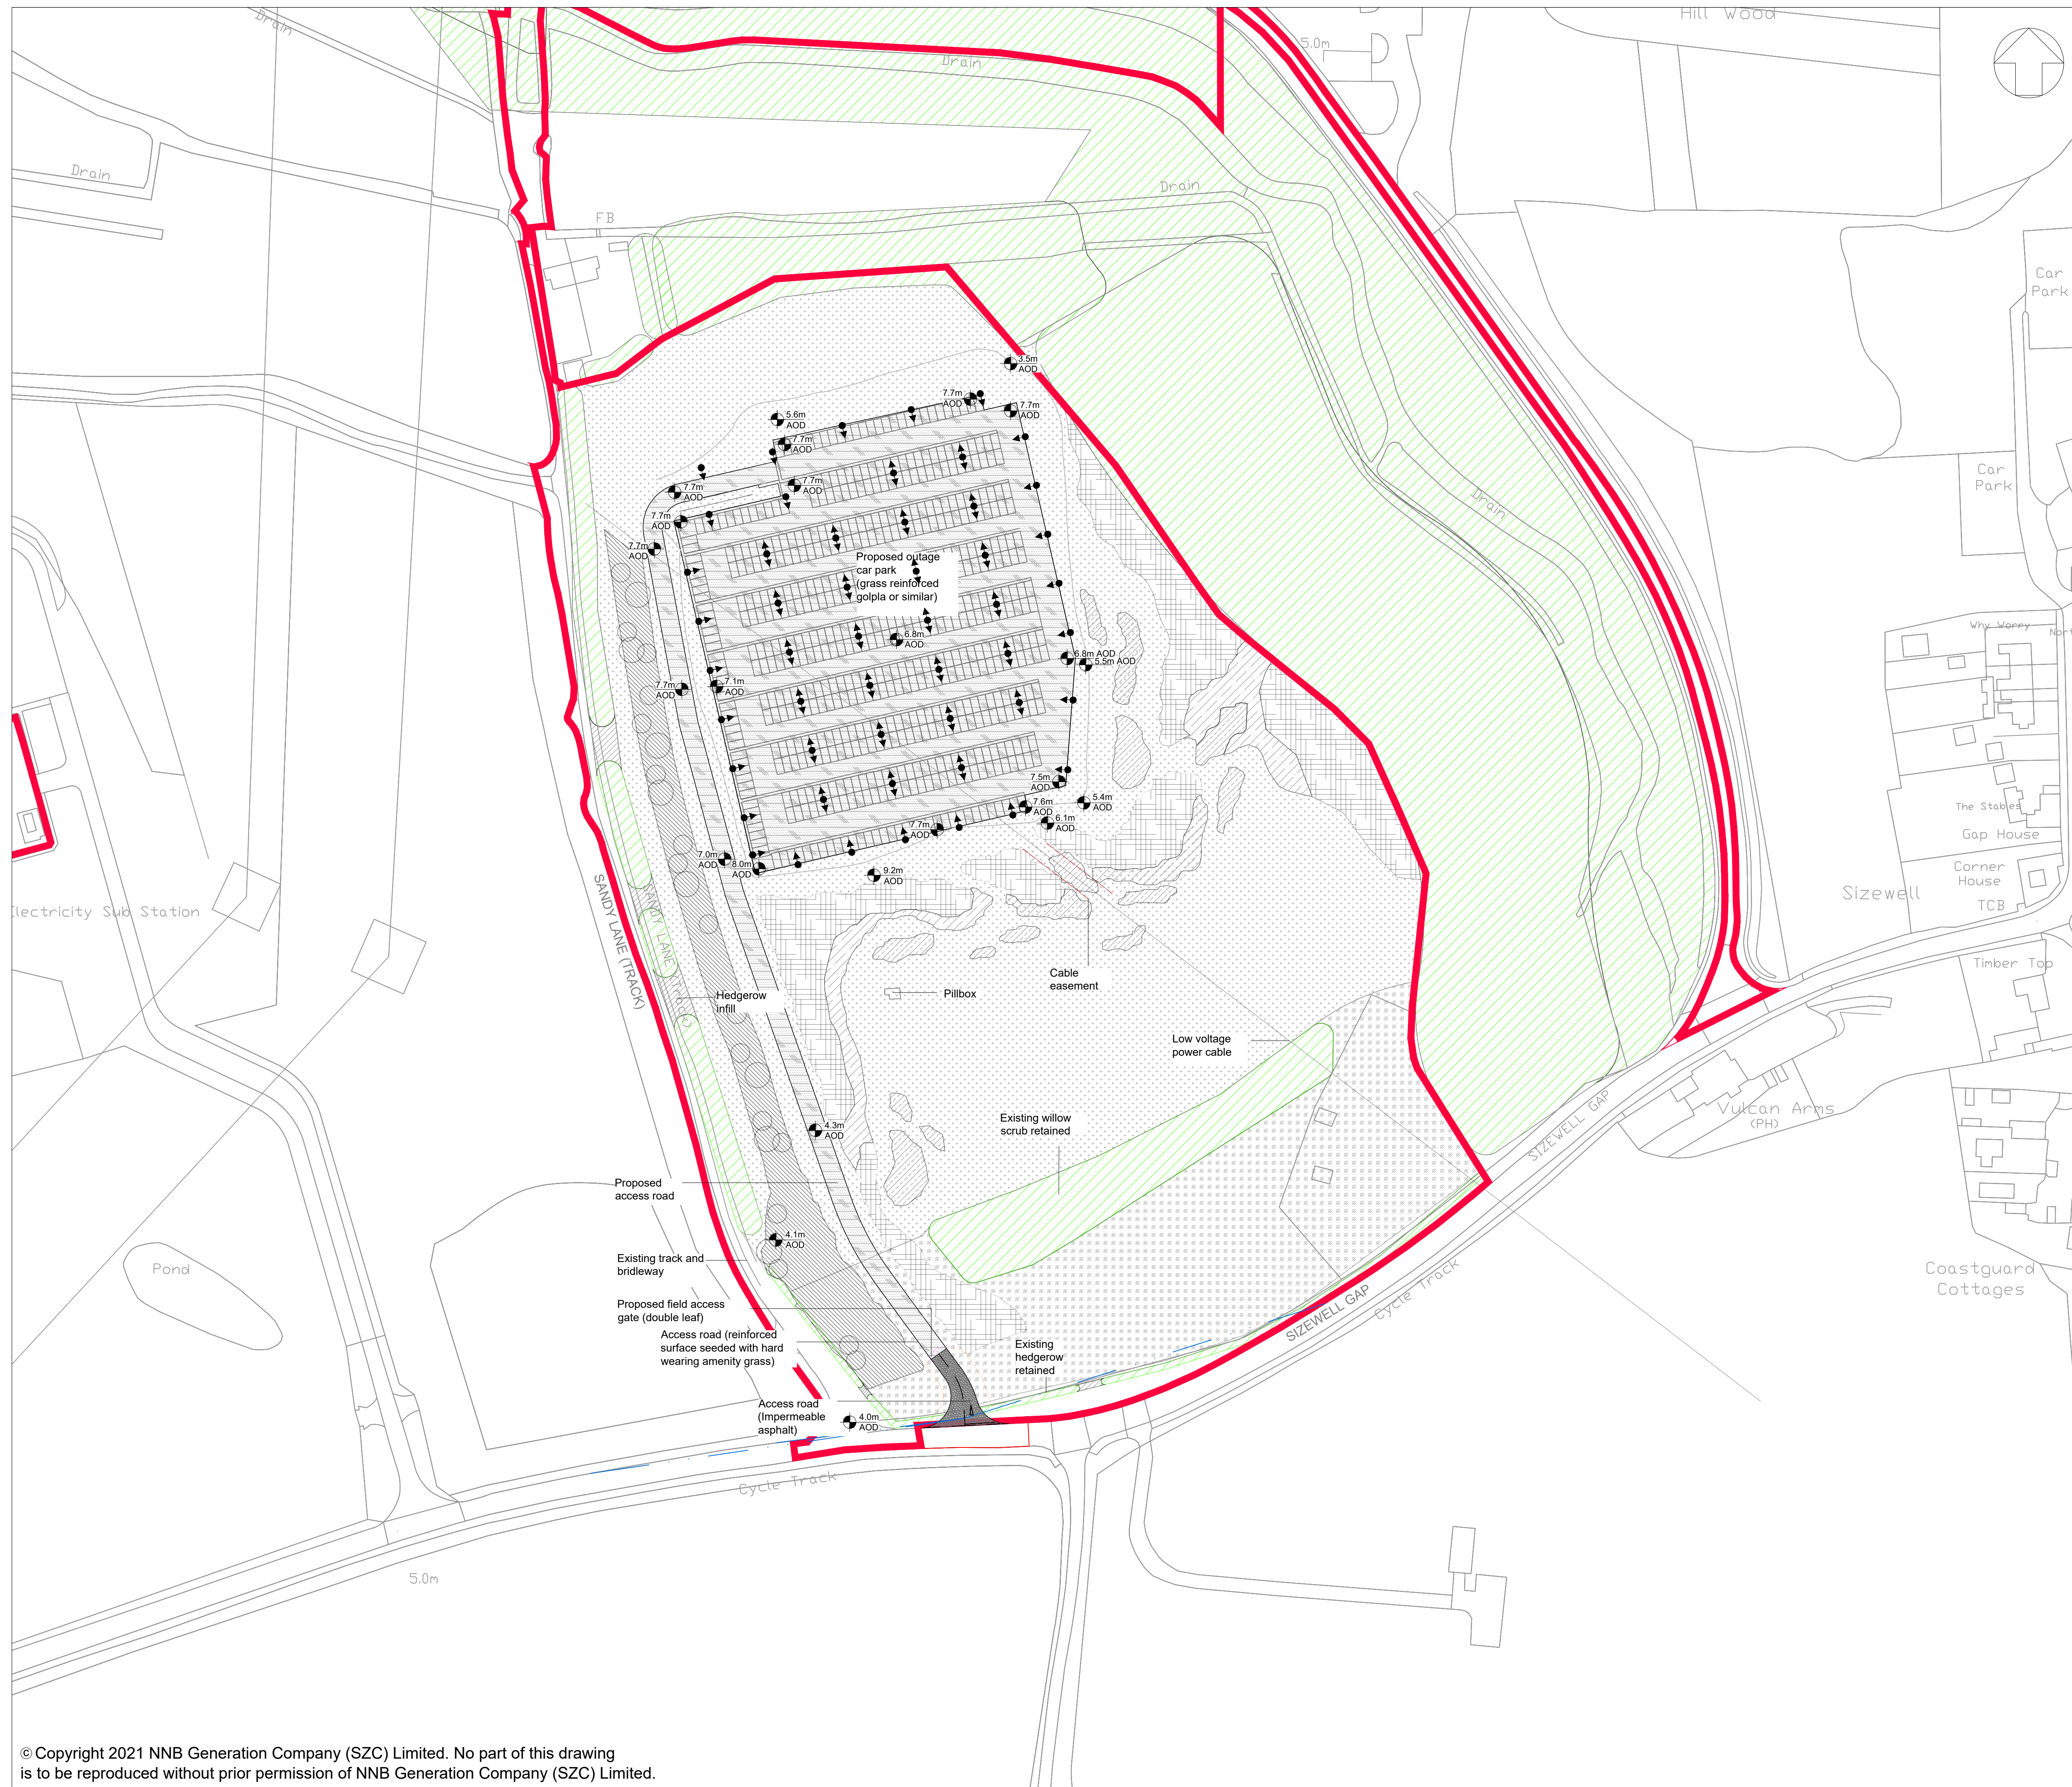 Drain
Hill Wood
5.0m
Drain
Drain
Drain
FB
Car
Park
3.5m
AOD
7.7m
AOD
7.7m
AOD
5.6m
AOD
7.7m
AOD
Car
Park
7.7m
AOD
7.7m
AOD
Drain
7.7m
AOD
7.7m
AOD
Proposed outage
car park
(grass reinforced
golpla or similar)
Why Worry
6.8m
AOD
6.8m AOD
5.5m AOD
7.7m
AOD
7.1m
AOD
7.5m
AOD
7.6m
AOD
5.4m
AOD
6.1m
AOD
7.7m
AOD
The Stables
Gap House
7.0m
AOD
8.0m
AOD
9.2m
AOD
Corner
House
TCB
Sizewell
Electricity Sub Station
SANDY LANE (TRACK)
SANDY LANE (Track)
Timber Top
Cable
easement
Hedgerow
infill
Pillbox
Low voltage
power cable
Vulcan Arms
(PH)
SIZEWELL GAP
Existing willow
scrub retained
4.3m
AOD
Proposed
access road
4.1m
AOD
Existing track and
bridleway
Pond
Coastguard
Cottages
Proposed field access
gate (double leaf)
Access road (reinforced
surface seeded with hard
wearing amenity grass)
SIZEWELL GAP
Cycle Track
Existing
hedgerow
retained
Access road
(Impermeable
asphalt)
4.0m
AOD
Cycle Track
5.0m
© Copyright 2021 NNB Generation Company (SZC) Limited. No part of this drawing
is to be reproduced without prior permission of NNB Generation Company (SZC) Limited.